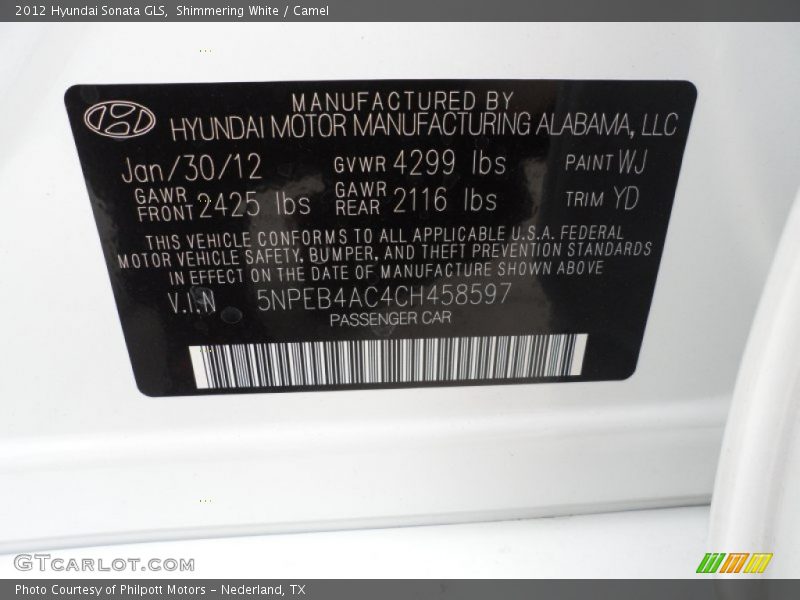 2012 Hyundai Sonata GLS, Shimmering White / Camel
MANUFACTURED BY
HYUNDAI MOTOR MANUFACTURING ALABAMA, LLC
Jan/30/12 GVWR 4299 lbs PAINT WJ
GAWR FRONT 2425 lbs GAWR REAR 2116 lbs TRIM YD
THIS VEHICLE CONFORMS TO ALL APPLICABLE U.S.A. FEDERAL
MOTOR VEHICLE SAFETY, BUMPER, AND THEFT PREVENTION STANDARDS
IN EFFECT ON THE DATE OF MANUFACTURE SHOWN ABOVE
V.I.N 5NPEB4AC4CH458597
PASSENGER CAR
GTCARLOT.COM
Photo Courtesy of Philpott Motors - Nederland, TX